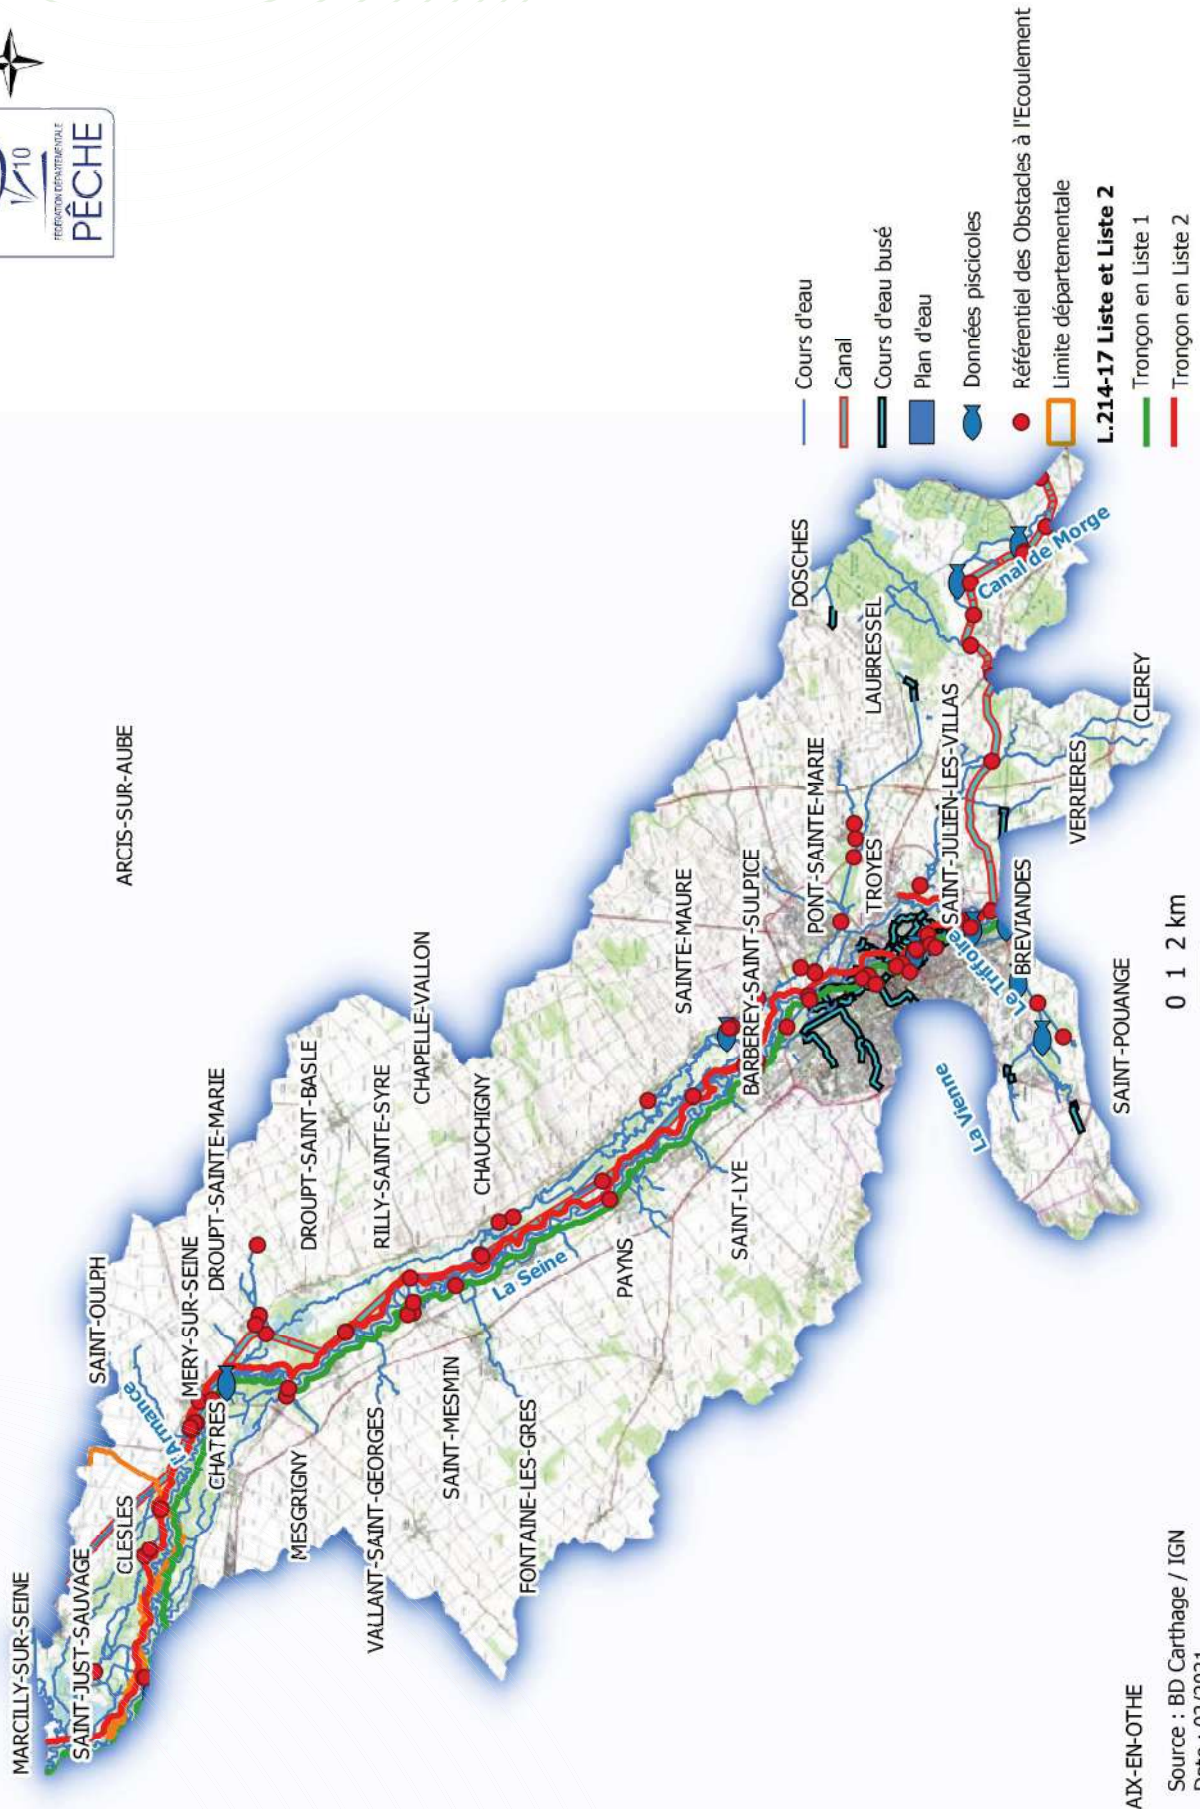 10
FÉDÉRATION DÉPARTEMENTALE
PÊCHE
MARCILLY-SUR-SEINE
SAINT-JUST-SAUVAGE
CLESLES
SAINT-OULPH
l'Armance
MERY-SUR-SEINE
CHATRES
DROUPT-SAINTE-MARIE
MESGRIGNY
DROUPT-SAINT-BASLE
VALLANT-SAINT-GEORGES
RILLY-SAINTE-SYRE
CHAPELLE-VALLON
SAINT-MESMIN
CHAUCHIGNY
FONTAINE-LES-GRES
La Seine
PAYNS
ARCIS-SUR-AUBE
SAINTE-MAURE
SAINT-LYE
BARBEREY-SAINT-SULPICE
PONT-SAINTE-MARIE
TROYES
DOSCHES
LAUBRESSEL
SAINT-JULIEN-LES-VILLAS
Le Triffoire
La Vienne
BREVIANDES
Canal de Morge
VERRIERES
CLEREY
SAINT-POUANGE
AIX-EN-OTHE
Cours d'eau
Canal
Cours d'eau busé
Plan d'eau
Données piscicoles
Référentiel des Obstacles à l'Ecoulement
Limite départementale
L.214-17 Liste et Liste 2
Tronçon en Liste 1
Tronçon en Liste 2
0 1 2 km
Source : BD Carthage / IGN
Date : 03/2021